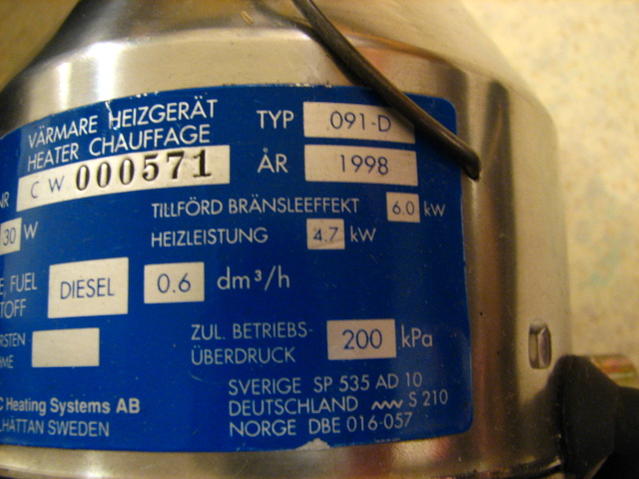 VÄRMARE HEIZGERÄT
HEATER CHAUFFAGE
TYP 091-D
NR C W 000571
ÅR 1998
30 W
TILLFÖRD BRÄNSLEEFFEKT 6.0 kW
HEIZLEISTUNG 4.7 kW
FUEL
DIESEL 0.6 dm³/h
ZUL. BETRIEBS-
ÜBERDRUCK 200 kPa
SVERIGE SP 535 AD 10
C Heating Systems AB
DEUTSCHLAND S 210
SWEDEN
NORGE DBE 016-057